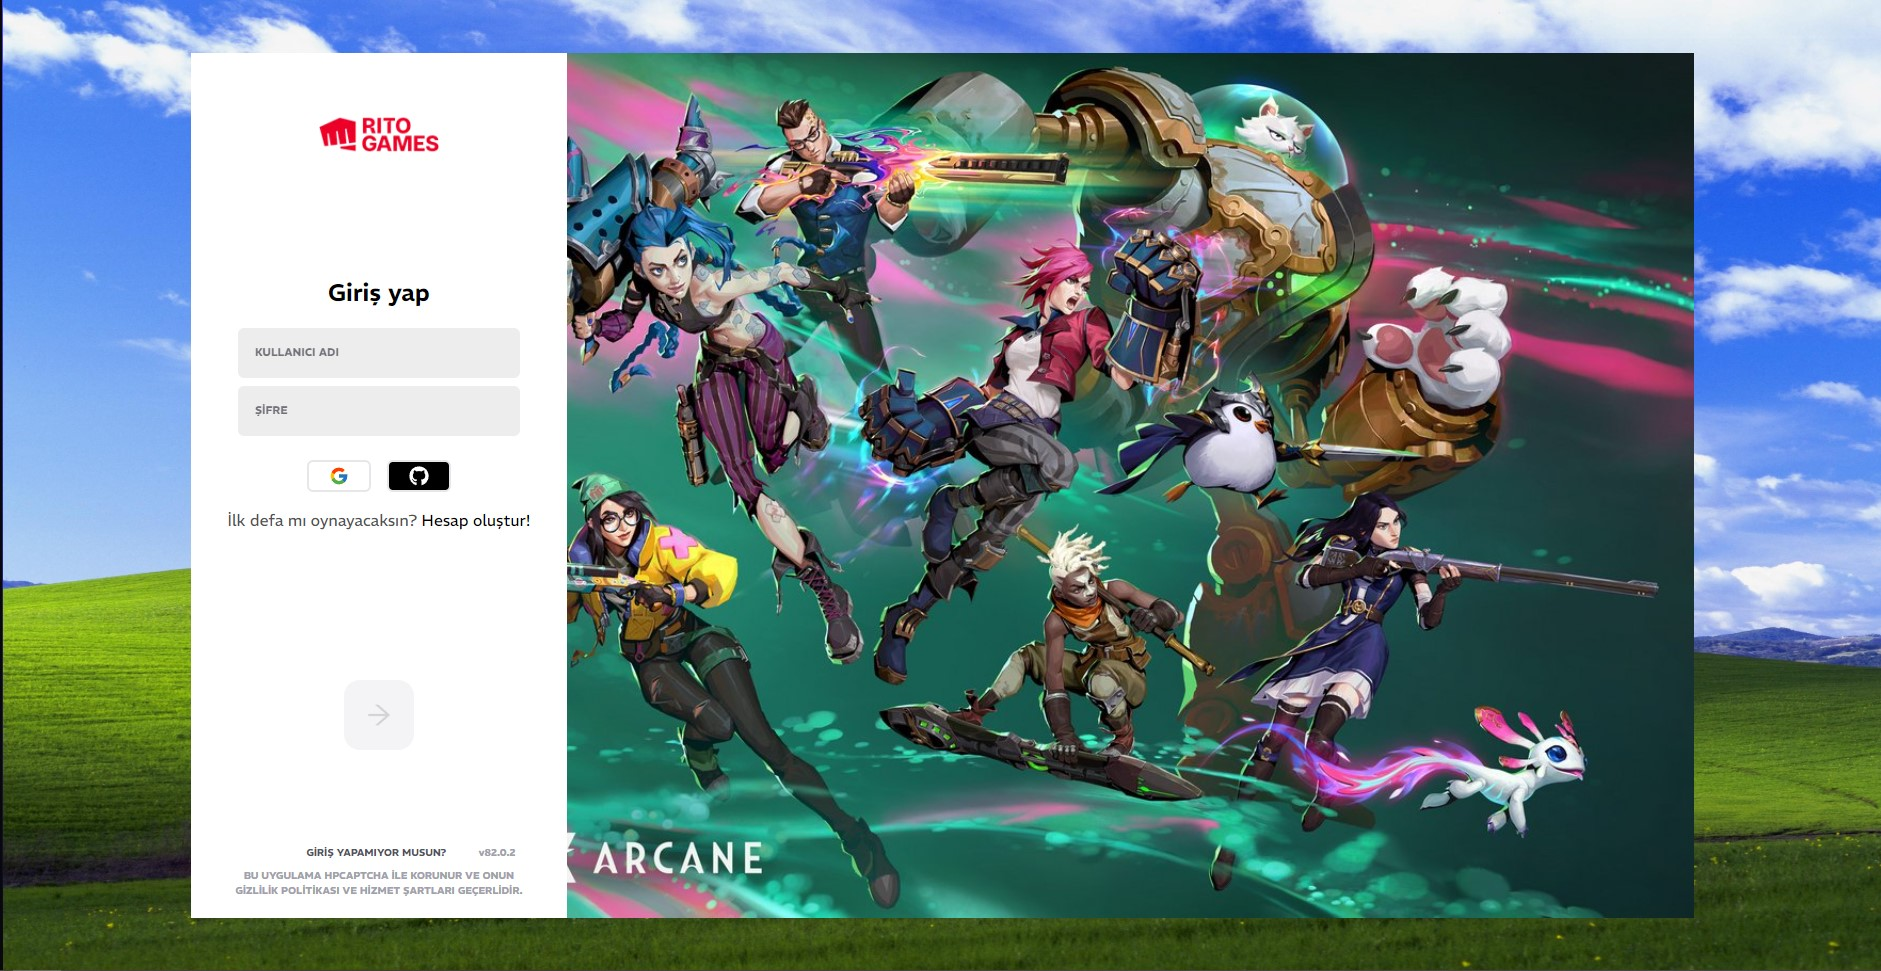 RITO
GAMES
Giriş yap
KULLANICI ADI
ŞİFRE
İlk defa mı oynayacaksın? Hesap oluştur!
GİRİŞ YAPAMIYOR MUSUN? v82.0.2
BU UYGULAMA HPCAPTCHA İLE KORUNUR VE ONUN
GİZLİLİK POLİTİKASI VE HİZMET ŞARTLARI GEÇERLİDİR.
ARCANE